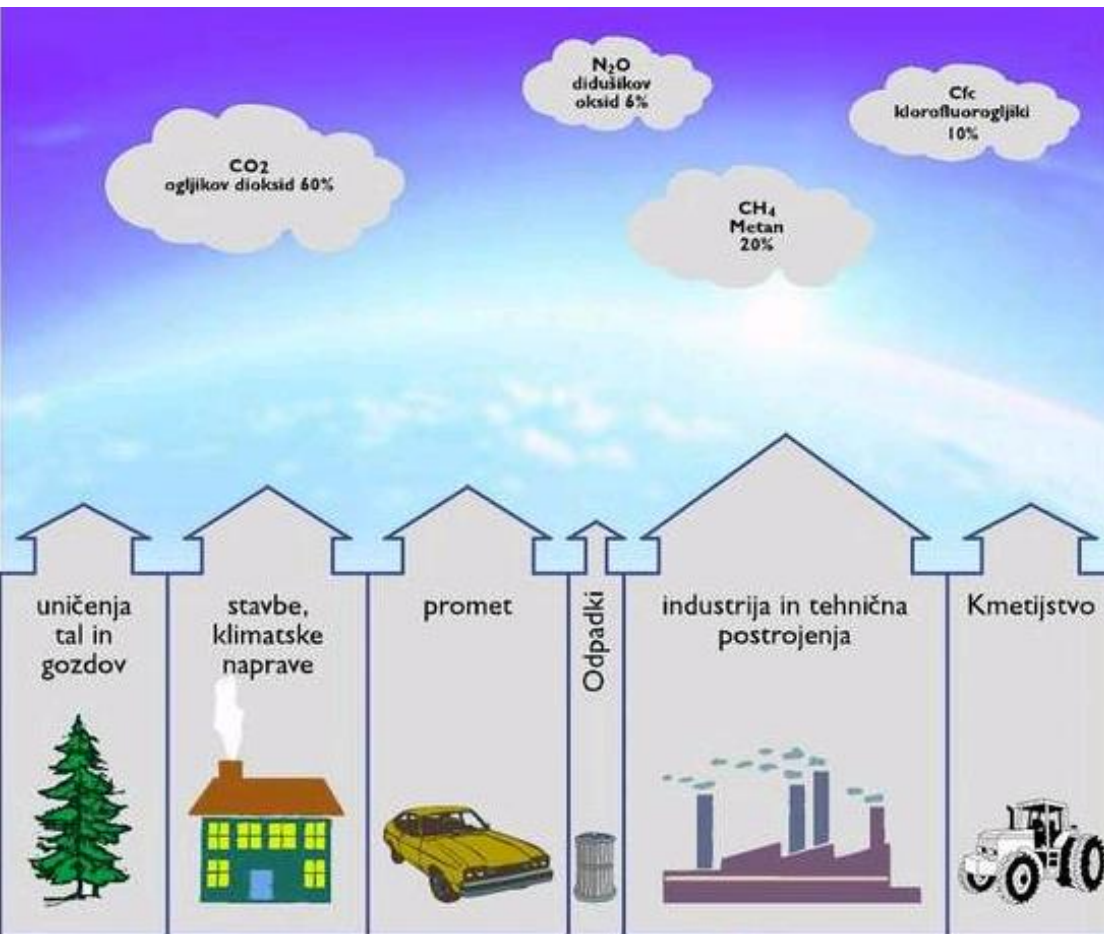 N₂O
didušikov
oksid 6%
Cfc
klorofluorogljiki
10%
CO2
ogljikov dioksid 60%
CH₄
Metan
20%
uničenja
tal in
gozdov
stavbe,
klimatske
naprave
promet
Odpadki
industrija in tehnična
postrojenja
Kmetijstvo